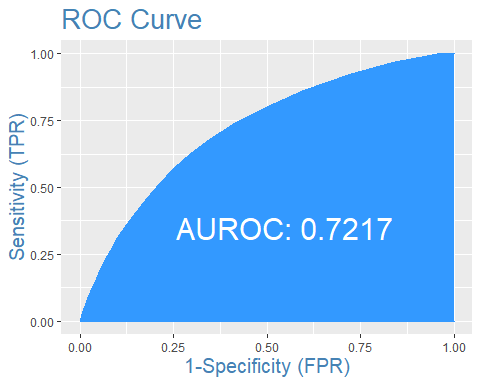 ROC Curve
1.00
0.75
0.50
0.25
0.00
Sensitivity (TPR)
AUROC: 0.7217
0.00 0.25 0.50 0.75 1.00
1-Specificity (FPR)